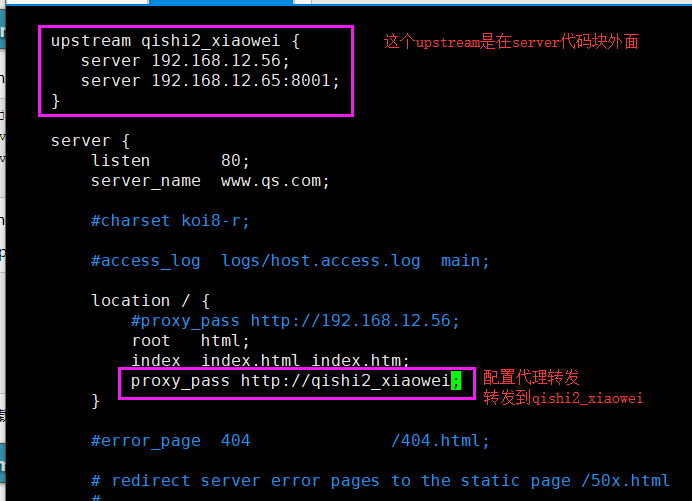 upstream qishi2_xiaowei {
server 192.168.12.56;
server 192.168.12.65:8001;
}
这个upstream是在server代码块外面
server {
listen       80;
server_name  www.qs.com;
#charset koi8-r;
#access_log  logs/host.access.log  main;
location / {
#proxy_pass http://192.168.12.56;
root   html;
index  index.html index.htm;
proxy_pass http://qishi2_xiaowei;
配置代理转发
转发到qishi2_xiaowei
}
#error_page  404              /404.html;
# redirect server error pages to the static page /50x.html
#